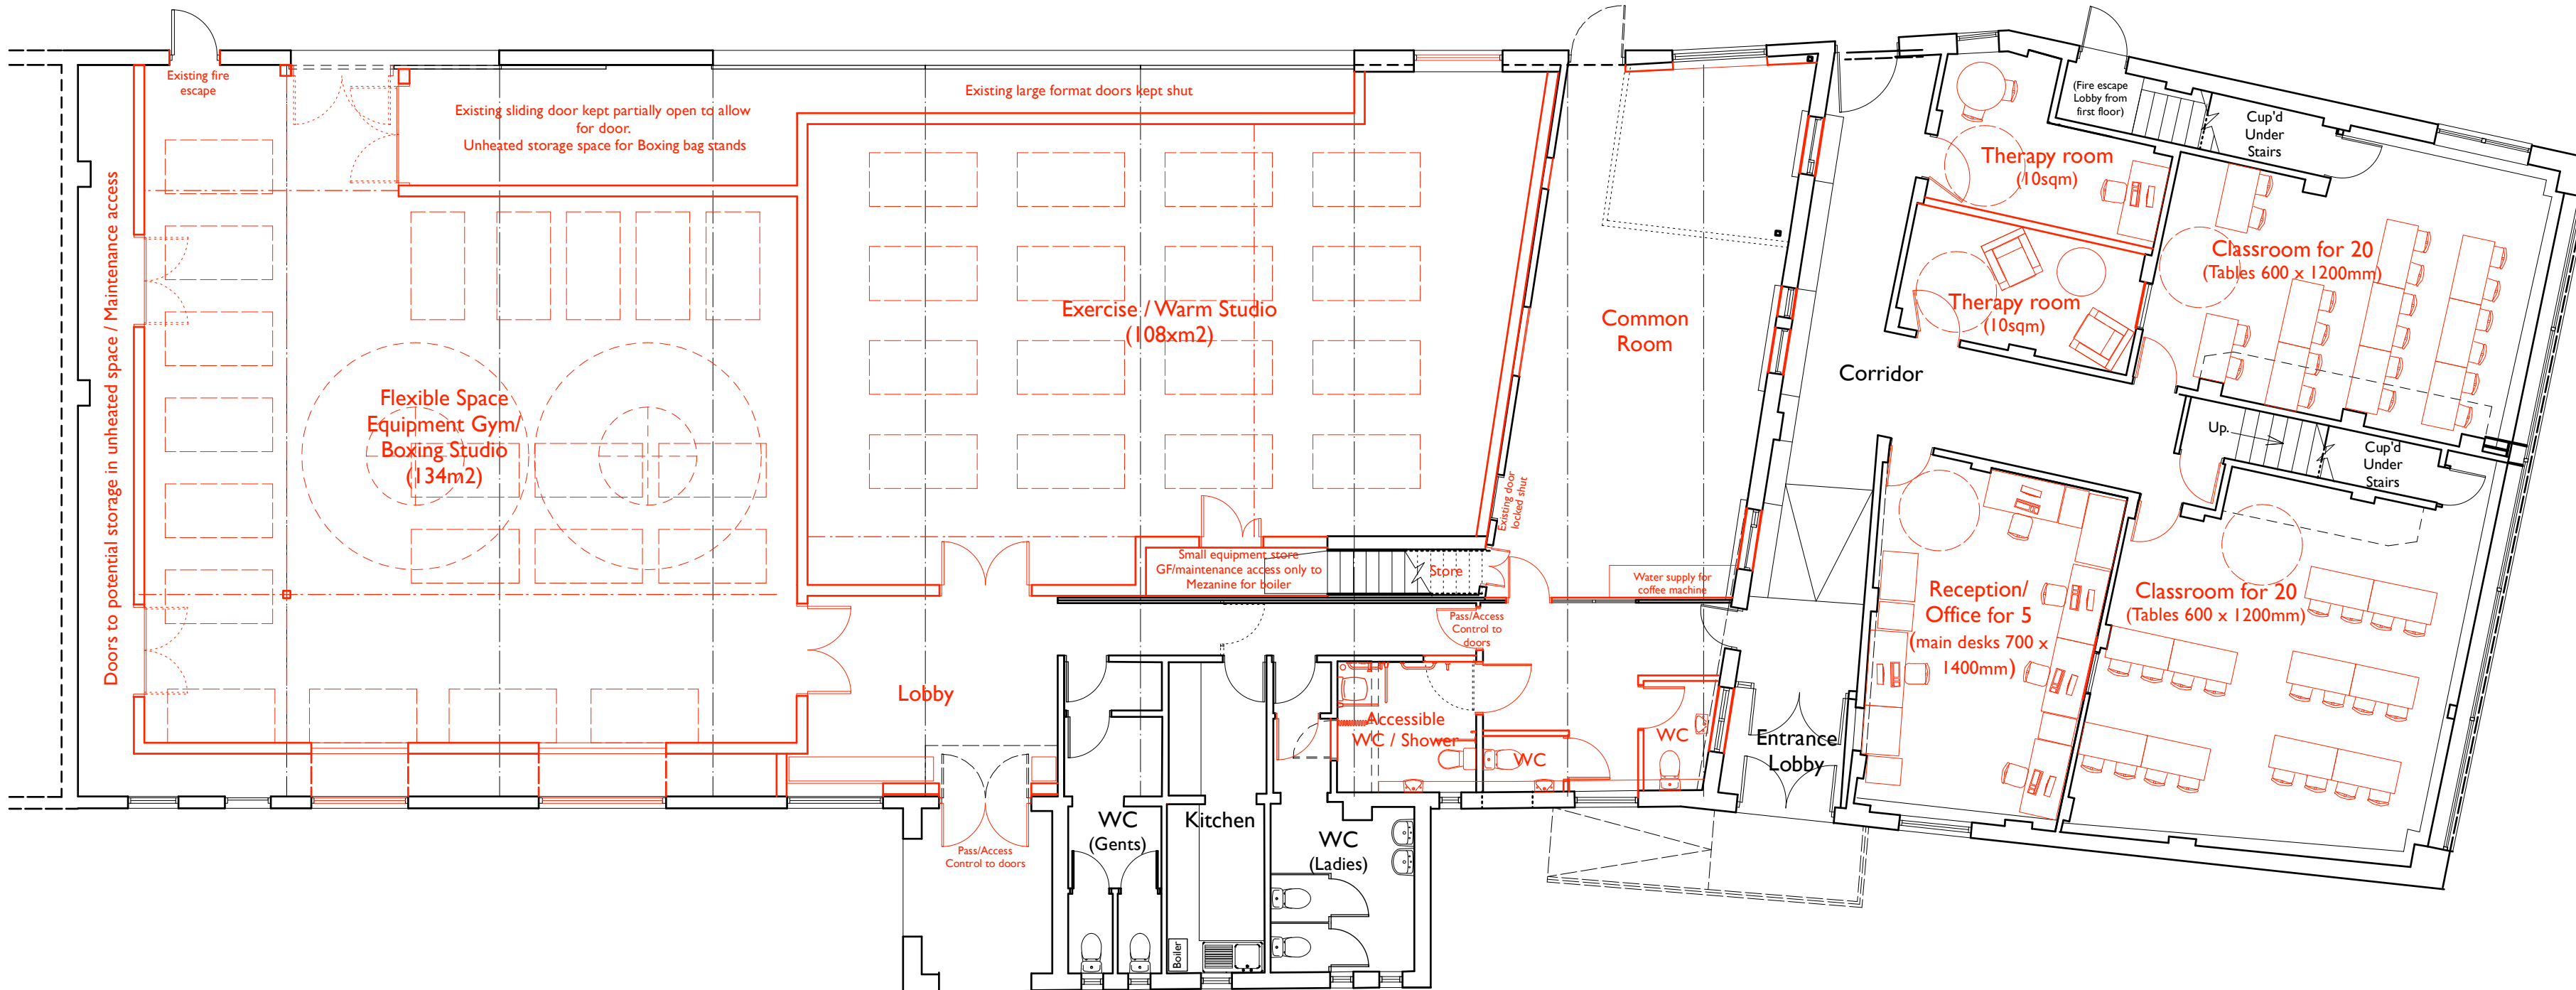 Existing fire
escape
Existing sliding door kept partially open to allow
for door.
Unheated storage space for Boxing bag stands
Existing large format doors kept shut
Doors to potential storage in unheated space / Maintenance access
Flexible Space
Equipment Gym/
Boxing Studio
(134m2)
Exercise / Warm Studio
(108xm2)
Common
Room
Existing door
locked shut
Small equipment store
GF/maintenance access only to
Mezanine for boiler
Store
Water supply for
coffee machine
Pass/Access
Control to
doors
Lobby
Pass/Access
Control to doors
WC
(Gents)
Kitchen
Boiler
WC
(Ladies)
Accessible
WC / Shower
WC
WC
Entrance
Lobby
Corridor
Therapy room
(10sqm)
Therapy room
(10sqm)
(Fire escape
Lobby from
first floor)
Cup'd
Under
Stairs
Classroom for 20
(Tables 600 x 1200mm)
Up.
Cup'd
Under
Stairs
Reception/
Office for 5
(main desks 700 x
1400mm)
Classroom for 20
(Tables 600 x 1200mm)